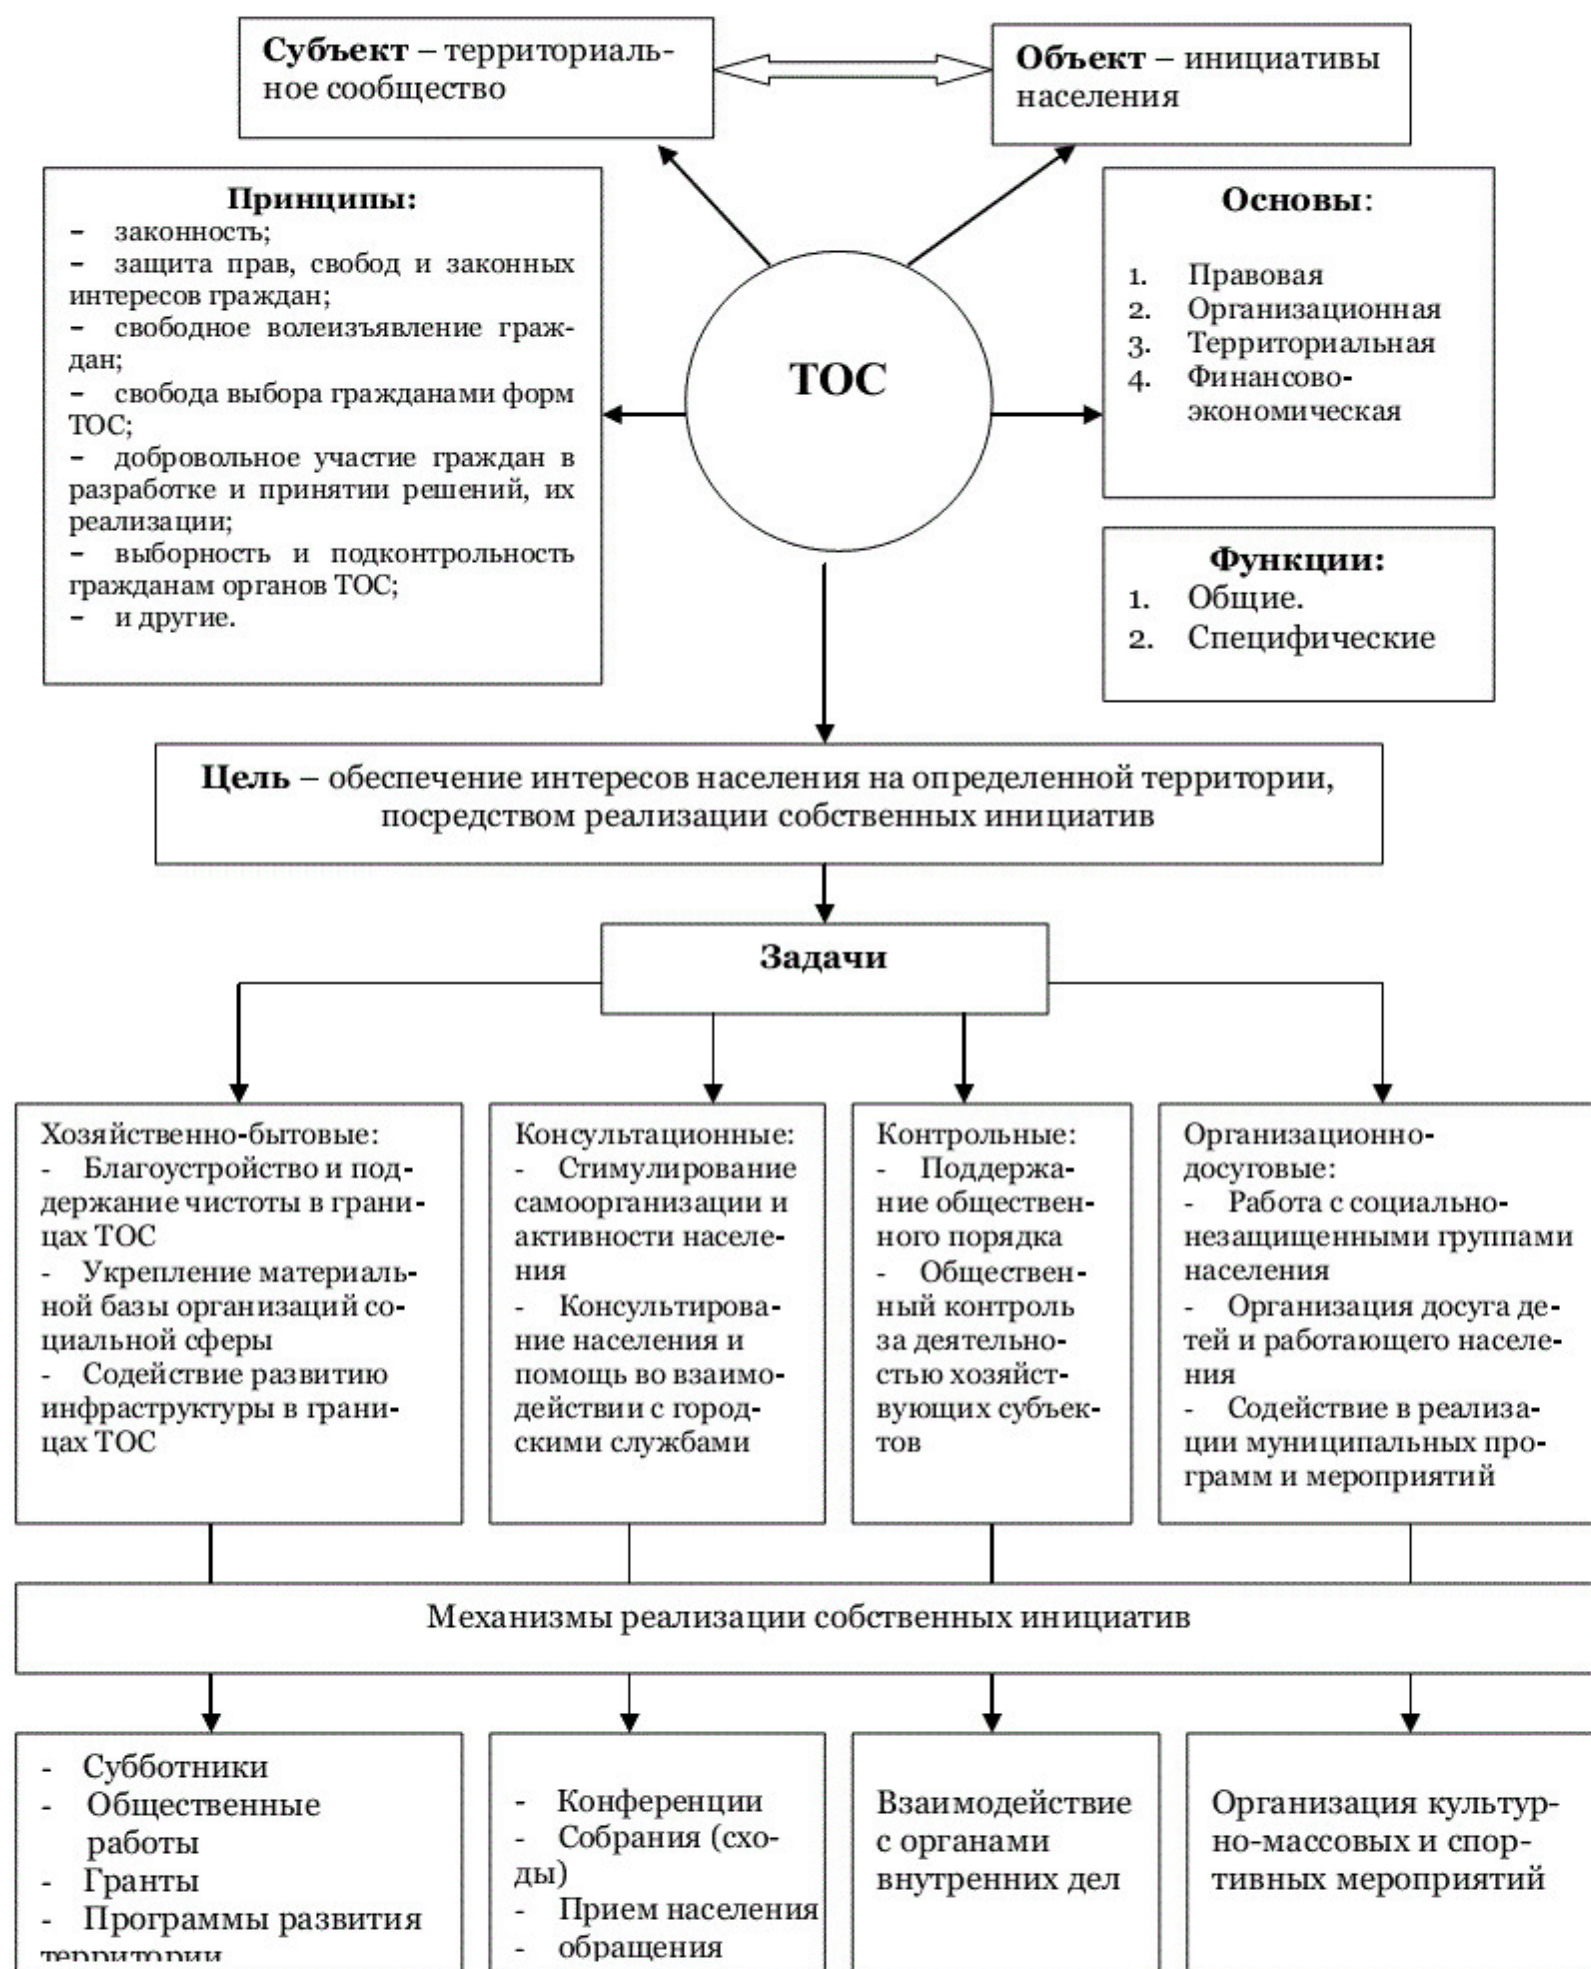 Субъект – территориаль-
ное сообщество
Объект – инициативы
населения
Принципы:
– законность;
– защита прав, свобод и законных
интересов граждан;
– свободное волеизъявление граж-
дан;
– свобода выбора гражданами форм
ТОС;
– добровольное участие граждан в
разработке и принятии решений, их
реализации;
– выборность и подконтрольность
гражданам органов ТОС;
– и другие.
ТОС
Основы:
1. Правовая
2. Организационная
3. Территориальная
4. Финансово-
экономическая
Функции:
1. Общие.
2. Специфические
Цель – обеспечение интересов населения на определенной территории,
посредством реализации собственных инициатив
Задачи
Хозяйственно-бытовые:
- Благоустройство и под-
держание чистоты в грани-
цах ТОС
- Укрепление материаль-
ной базы организаций со-
циальной сферы
- Содействие развитию
инфраструктуры в грани-
цах ТОС
Консультационные:
- Стимулирование
самоорганизации и
активности населе-
ния
- Консультирова-
ние населения и
помощь во взаимо-
действии с город-
скими службами
Контрольные:
- Поддержа-
ние обществен-
ного порядка
- Обществен-
ный контроль
за деятельно-
стью хозяйст-
вующих субъек-
тов
Организационно-
досуговые:
- Работа с социально-
незащищенными группами
населения
- Организация досуга де-
тей и работающего населе-
ния
- Содействие в реализа-
ции муниципальных про-
грамм и мероприятий
Механизмы реализации собственных инициатив
- Субботники
- Общественные
работы
- Гранты
- Программы развития
территории
- Конференции
- Собрания (схо-
ды)
- Прием населения
- обращения
Взаимодействие
с органами
внутренних дел
Организация культур-
но-массовых и спор-
тивных мероприятий